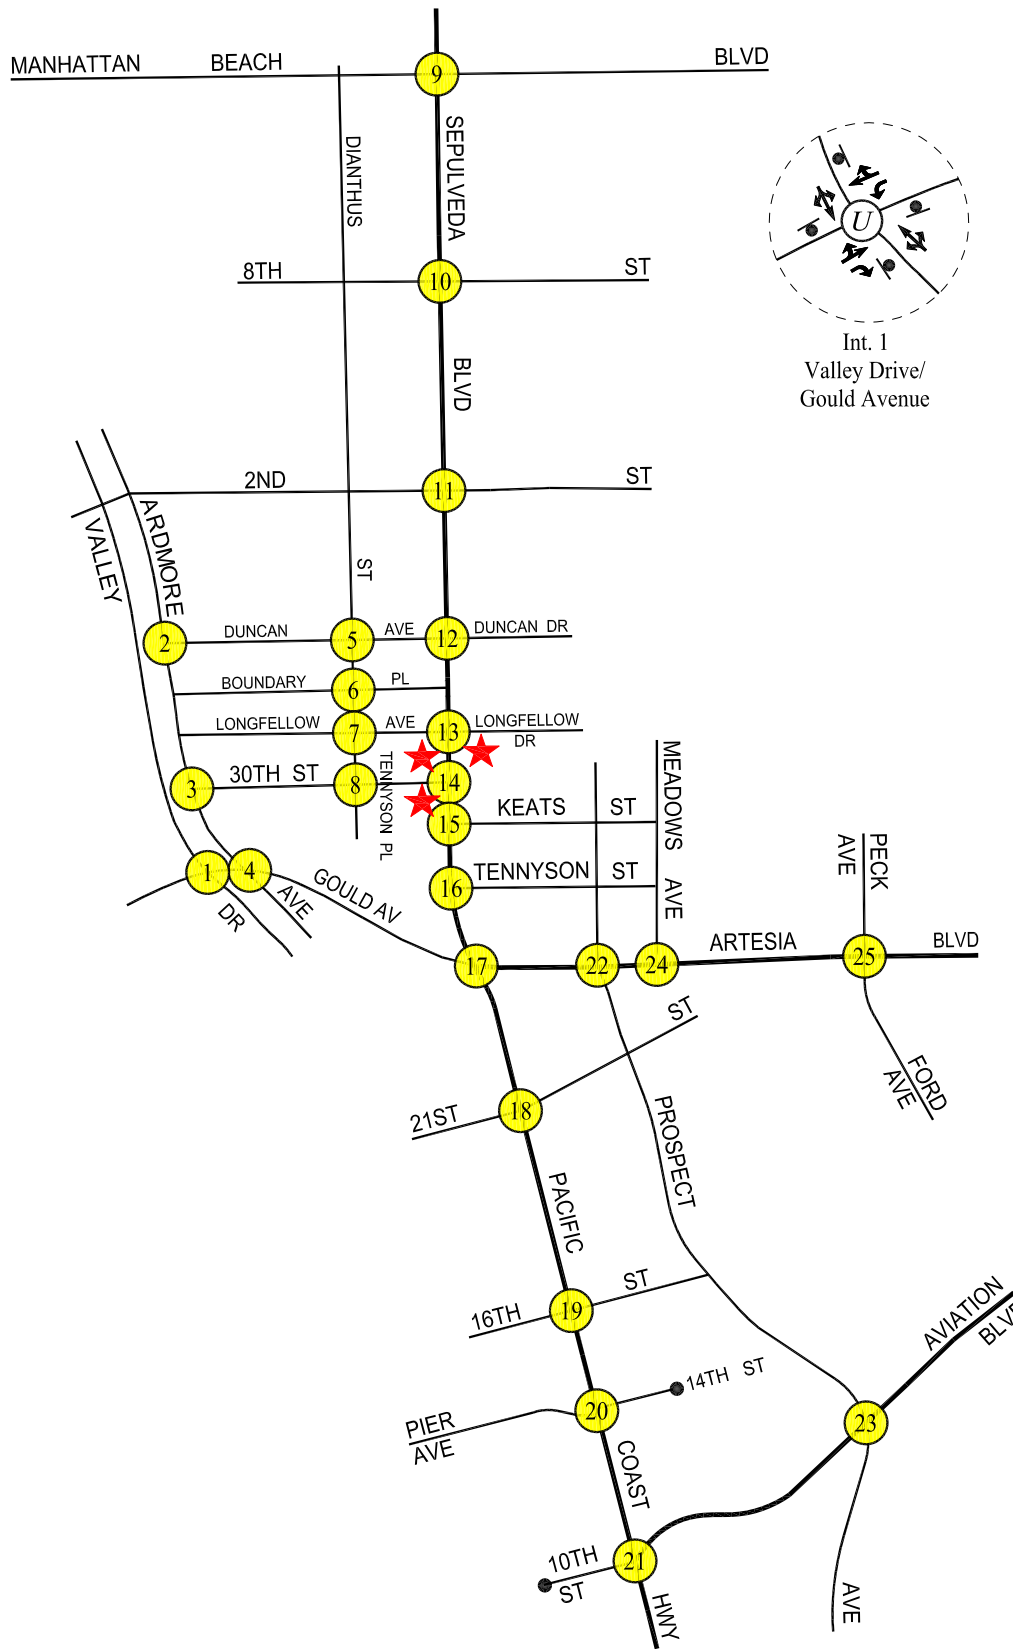 MANHATTAN BEACH BLVD
9
SEPULVEDA
DIANTHUS
8TH ST
10
U
Int. 1
Valley Drive/
Gould Avenue
BLVD
2ND ST
11
VALLEY
ARDMORE
ST
2
DUNCAN
5
AVE
12
DUNCAN DR
BOUNDARY
6
PL
LONGFELLOW
7
AVE
13
LONGFELLOW
DR
3
30TH ST
8
TENNYSON PL
14
15
KEATS ST
MEADOWS AVE
1
4
DR
AVE
GOULD AV
16
TENNYSON ST
PECK
AVE
17
22
24
ARTESIA
25
BLVD
21ST
18
ST
PROSPECT
FORD
AVE
PACIFIC
16TH
19
ST
AVIATION
PIER
AVE
20
14TH ST
23
COAST
10TH
ST
21
HWY
AVE